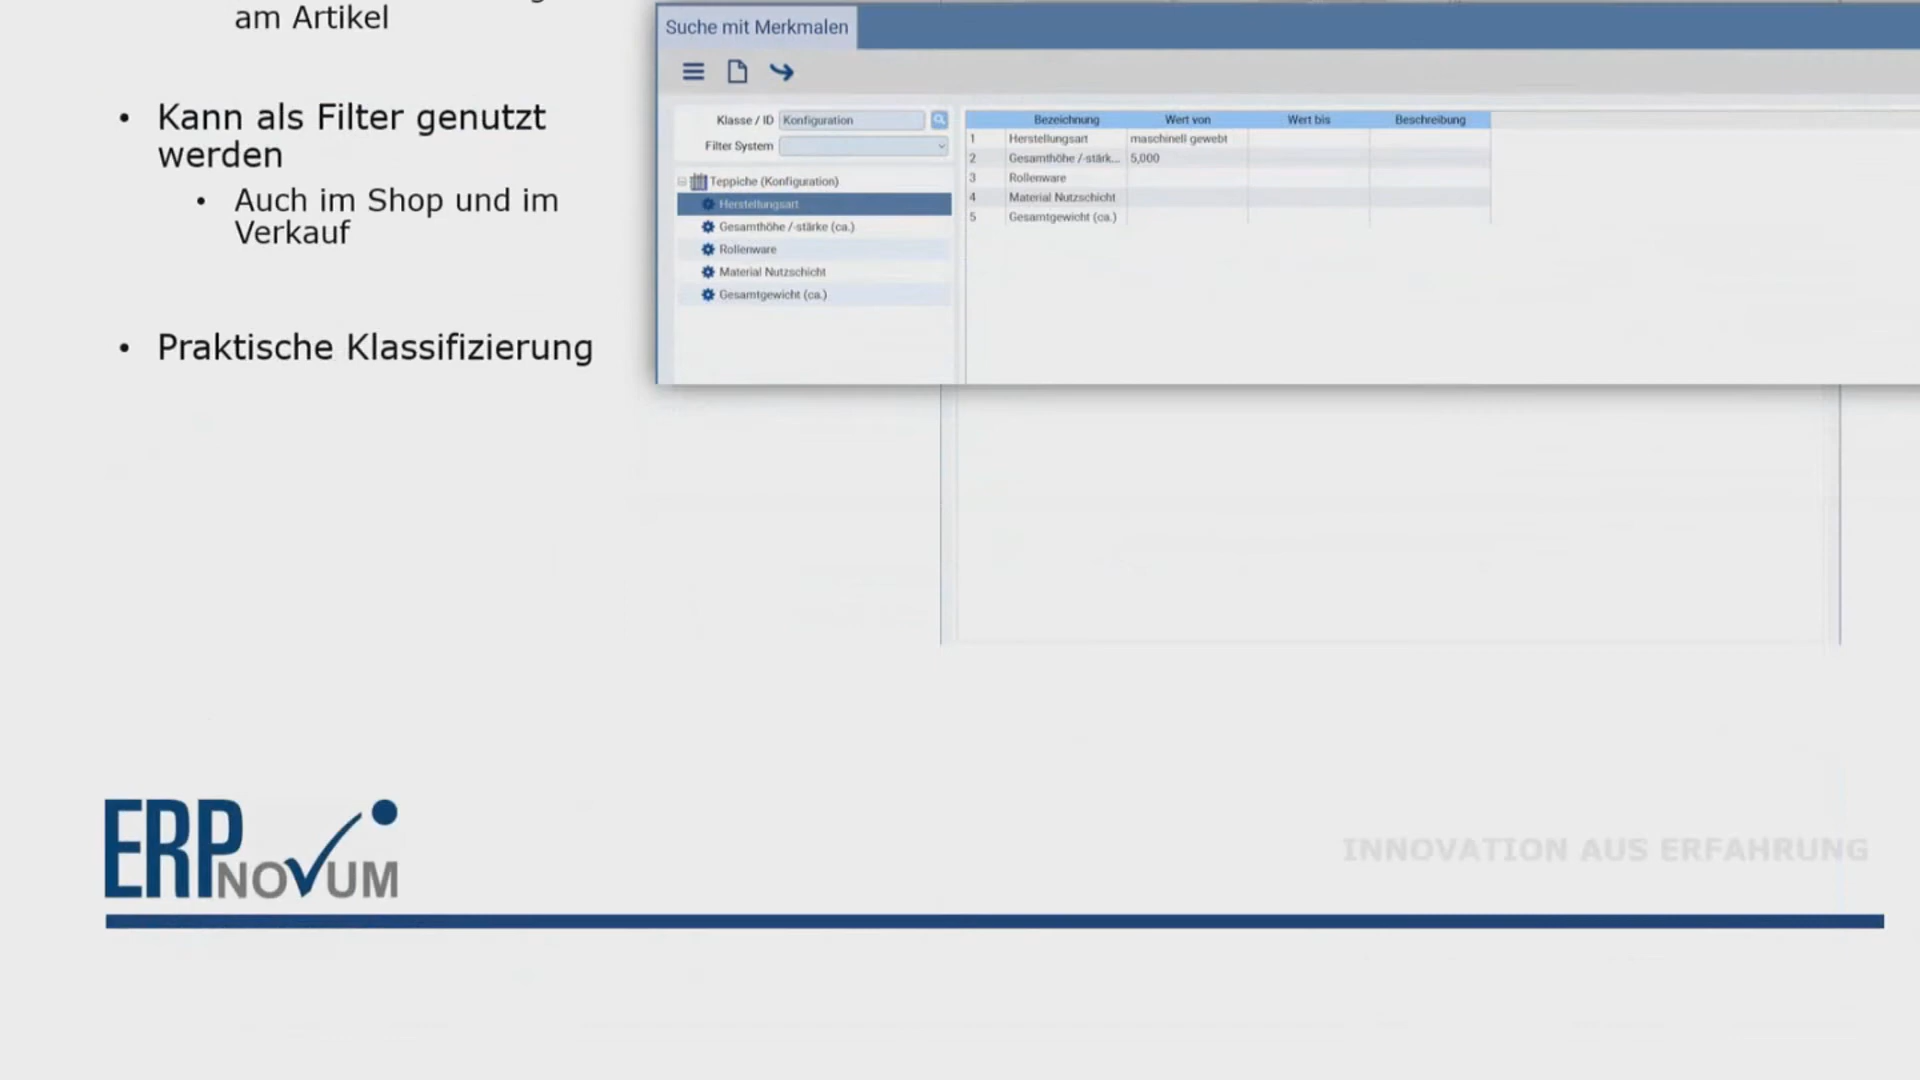 am Artikel
• Kann als Filter genutzt
werden
• Auch im Shop und im
Verkauf
• Praktische Klassifizierung
Suche mit Merkmalen
Klasse / ID Konfiguration
Filter System
Teppiche (Konfiguration)
Herstellungsart
Gesamthöhe /-stärke (ca.)
Rollenware
Material Nutzschicht
Gesamtgewicht (ca.)
Bezeichnung Wert von Wert bis Beschreibung
1 Herstellungsart maschinell gewebt
2 Gesamthöhe /-stärk... 5,000
3 Rollenware
4 Material Nutzschicht
5 Gesamtgewicht (ca.)
ERP NOVUM
INNOVATION AUS ERFAHRUNG